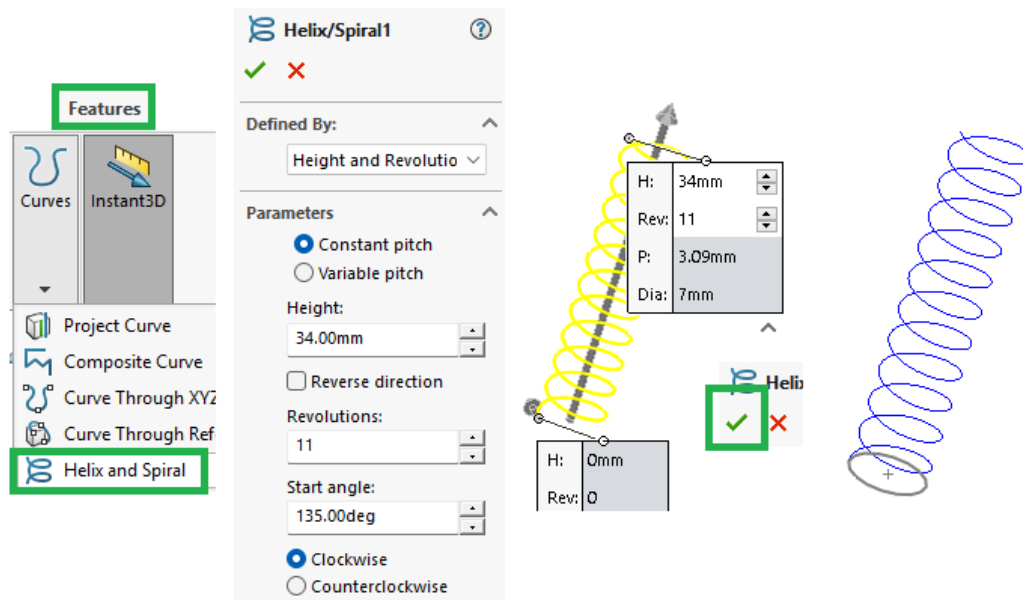 Features
Curves
Instant3D
Project Curve
Composite Curve
Curve Through XYZ
Curve Through Ref
Helix and Spiral
Helix/Spiral1
?
Defined By:
Height and Revolutio
Parameters
Constant pitch
Variable pitch
Height:
34.00mm
Reverse direction
Revolutions:
11
Start angle:
135.00deg
Clockwise
Counterclockwise
H: 34mm
Rev: 11
P: 3.09mm
Dia: 7mm
Helix
H: 0mm
Rev: 0